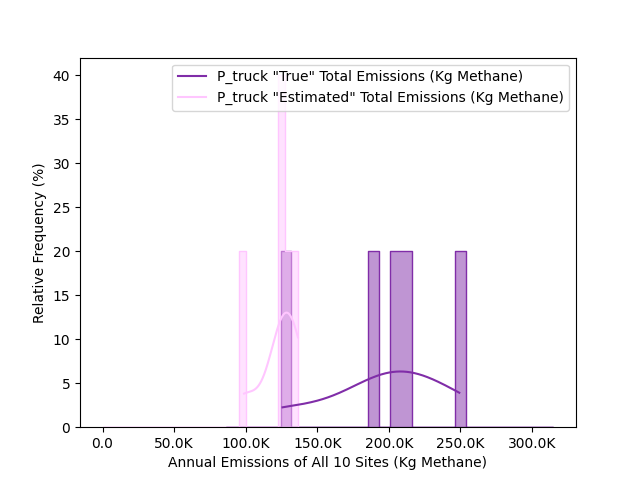 P_truck "True" Total Emissions (Kg Methane)
P_truck "Estimated" Total Emissions (Kg Methane)
40
35
30
25
20
15
10
5
0
Relative Frequency (%)
0.0 50.0K 100.0K 150.0K 200.0K 250.0K 300.0K
Annual Emissions of All 10 Sites (Kg Methane)